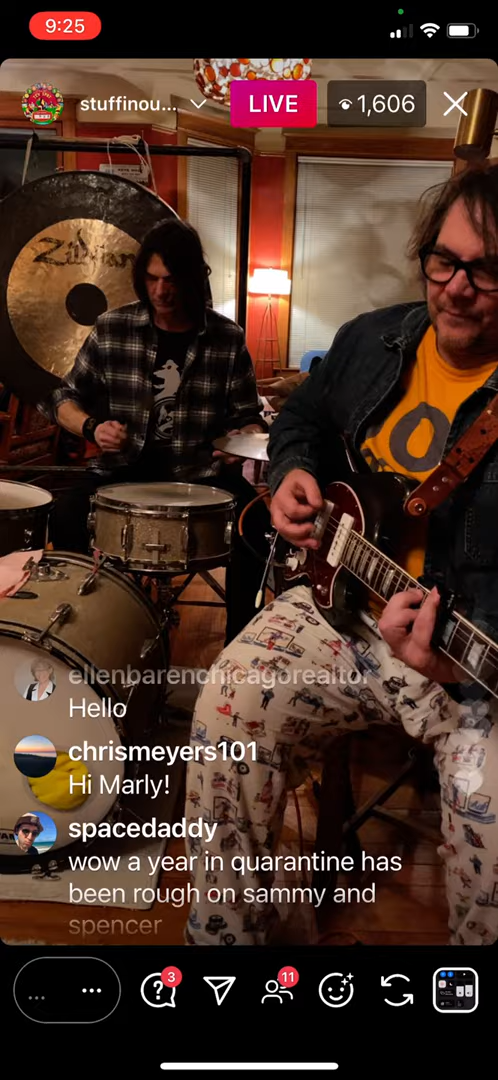 9:25
stuffinou...
LIVE
1,606
Zildjian
ellenbarenchicagorealtor
Hello
chrismeyers101
Hi Marly!
spacedaddy
wow a year in quarantine has
been rough on sammy and
spencer
3
11